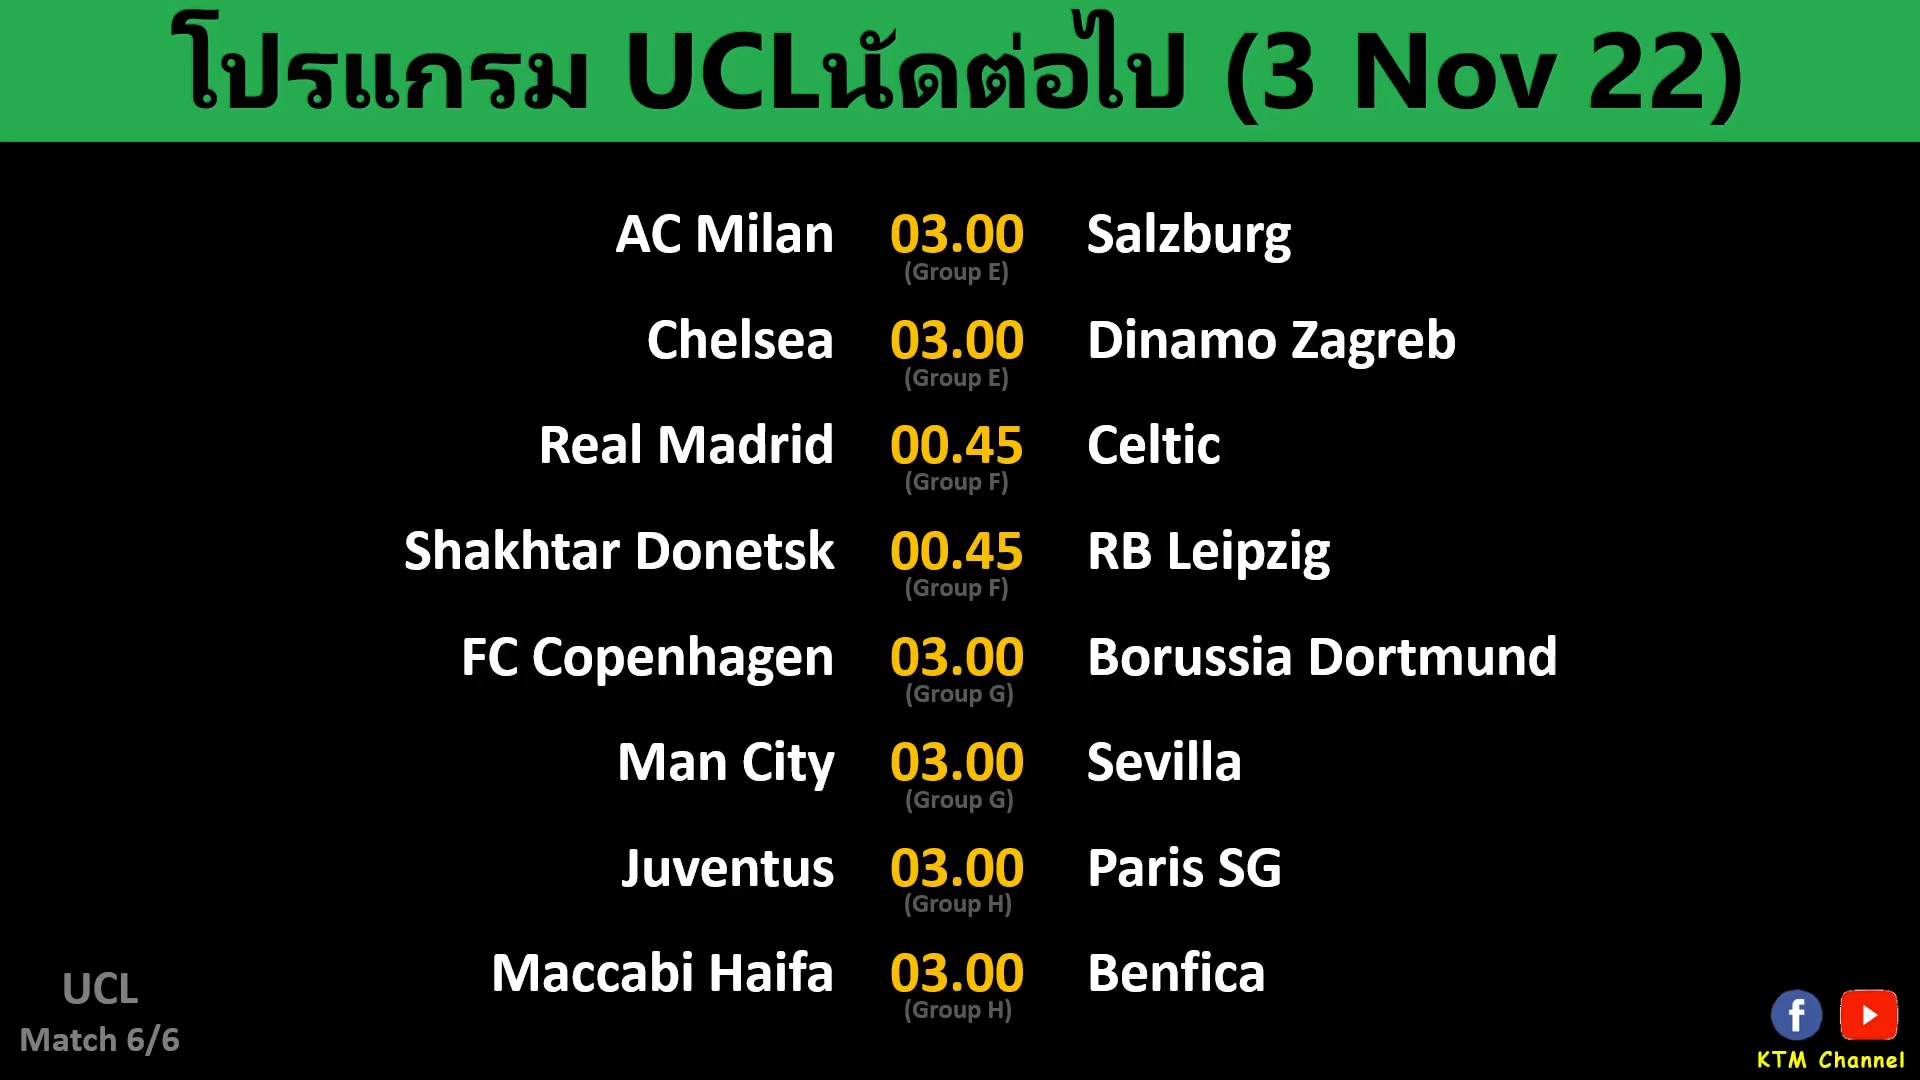 โปรแกรม UCLนัดต่อไป (3 Nov 22)
AC Milan 03.00 Salzburg
(Group E)
Chelsea 03.00 Dinamo Zagreb
(Group E)
Real Madrid 00.45 Celtic
(Group F)
Shakhtar Donetsk 00.45 RB Leipzig
(Group F)
FC Copenhagen 03.00 Borussia Dortmund
(Group G)
Man City 03.00 Sevilla
(Group G)
Juventus 03.00 Paris SG
(Group H)
Maccabi Haifa 03.00 Benfica
(Group H)
UCL
Match 6/6
f
KTM Channel